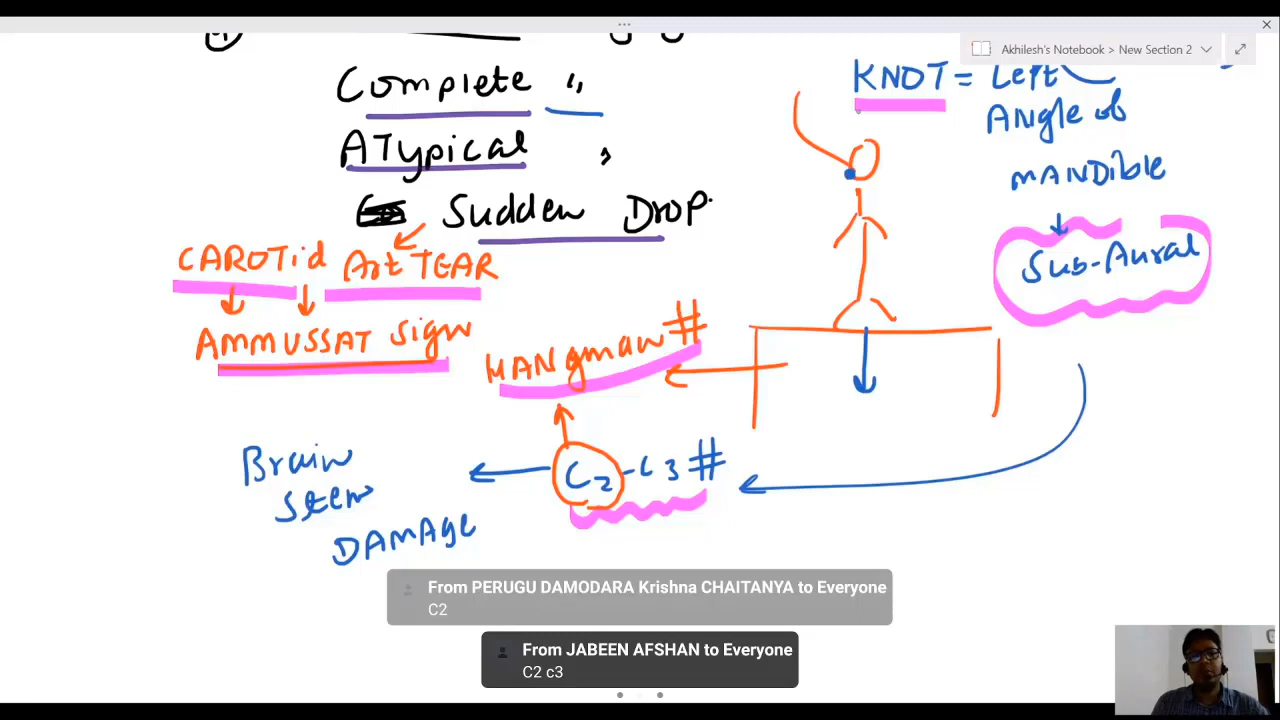 Akhilesh's Notebook > New Section 2
Complete "
ATypical "
Sudden Drop
CAROTid Art TEAR
AMMUSSAT sign
KNOT = Left
Angle ob
MANDible
Sub-Aural
HANgman #
C2-C3 #
Brain
Stem
DAMAge
From PERUGU DAMODARA Krishna CHAITANYA to Everyone
C2
From JABEEN AFSHAN to Everyone
C2 c3